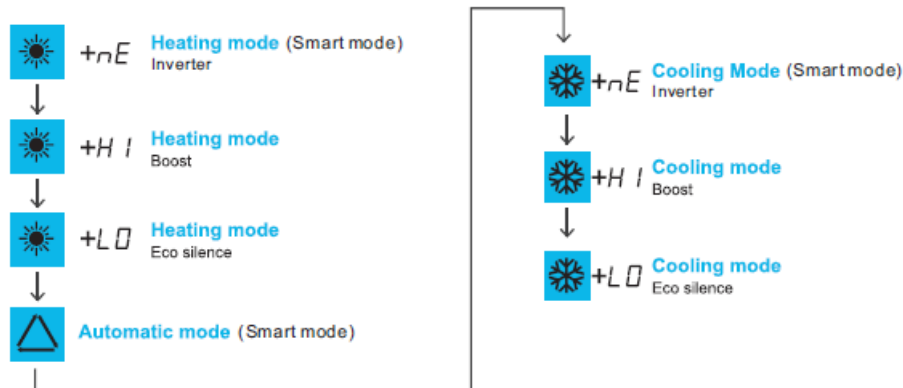 +nE Heating mode (Smart mode)
Inverter
+HI Heating mode
Boost
+LO Heating mode
Eco silence
Automatic mode (Smart mode)
+nE Cooling Mode (Smart mode)
Inverter
+HI Cooling mode
Boost
+LO Cooling mode
Eco silence